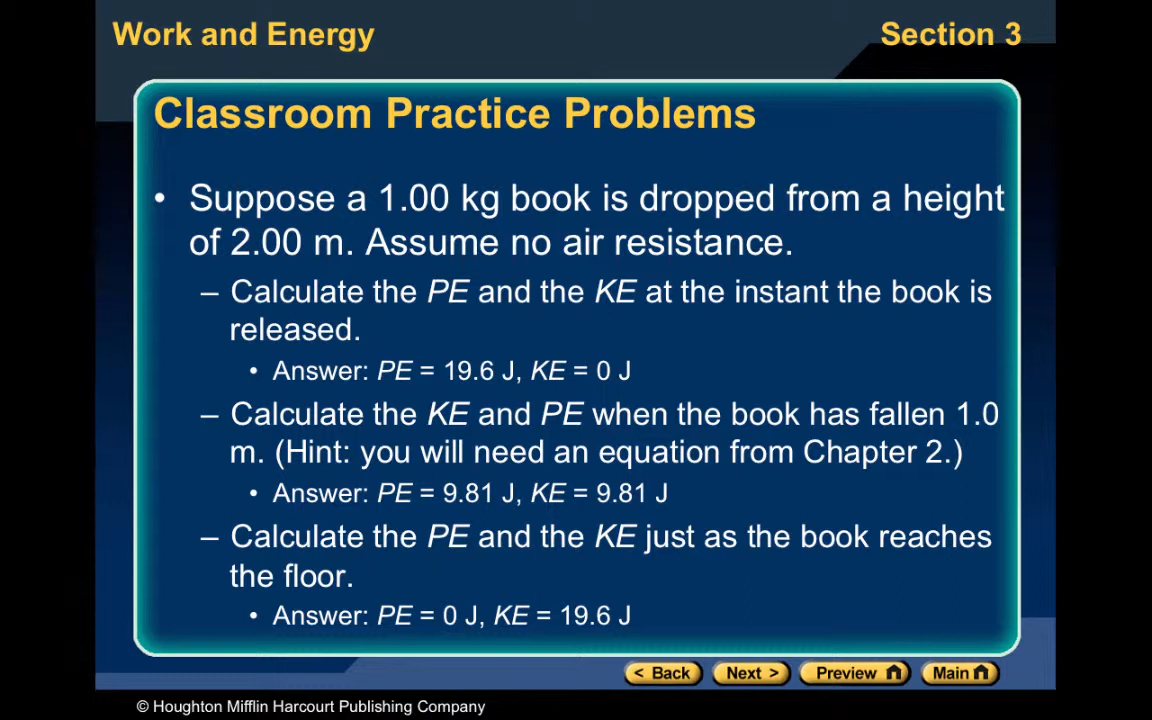 Work and Energy
Section 3
Classroom Practice Problems
• Suppose a 1.00 kg book is dropped from a height
of 2.00 m. Assume no air resistance.
– Calculate the PE and the KE at the instant the book is
released.
• Answer: PE = 19.6 J, KE = 0 J
– Calculate the KE and PE when the book has fallen 1.0
m. (Hint: you will need an equation from Chapter 2.)
• Answer: PE = 9.81 J, KE = 9.81 J
– Calculate the PE and the KE just as the book reaches
the floor.
• Answer: PE = 0 J, KE = 19.6 J
< Back
Next >
Preview
Main
© Houghton Mifflin Harcourt Publishing Company